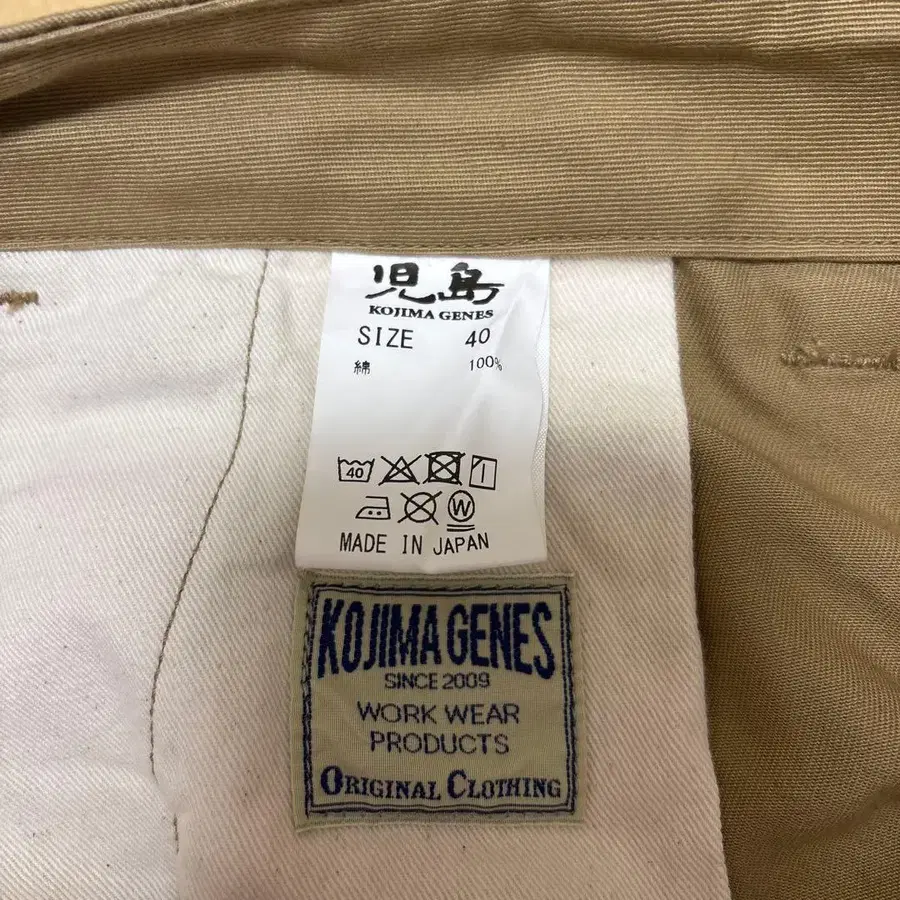 児島
KOJIMA GENES
SIZE 40
綿 100%
40
W
MADE IN JAPAN
KOJIMA GENES
SINCE 2009
WORK WEAR
PRODUCTS
ORIGINAL CLOTHING